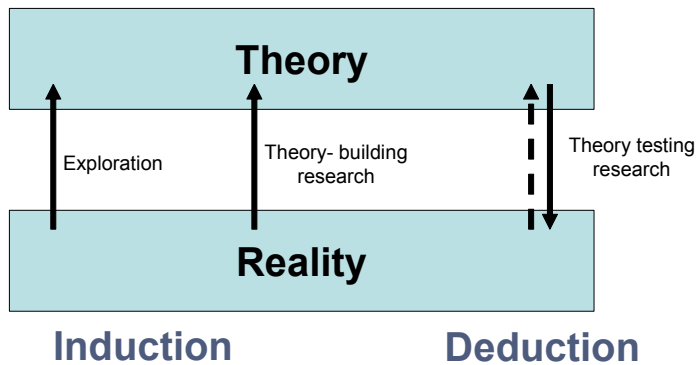 Theory
Exploration
Theory- building
research
Theory testing
research
Reality
Induction
Deduction